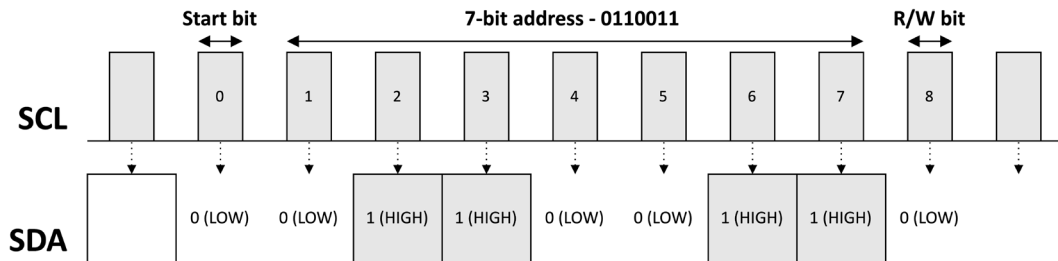 Start bit 7-bit address - 0110011 R/W bit
SCL 0 1 2 3 4 5 6 7 8
SDA 0 (LOW) 0 (LOW) 1 (HIGH) 1 (HIGH) 0 (LOW) 0 (LOW) 1 (HIGH) 1 (HIGH) 0 (LOW)